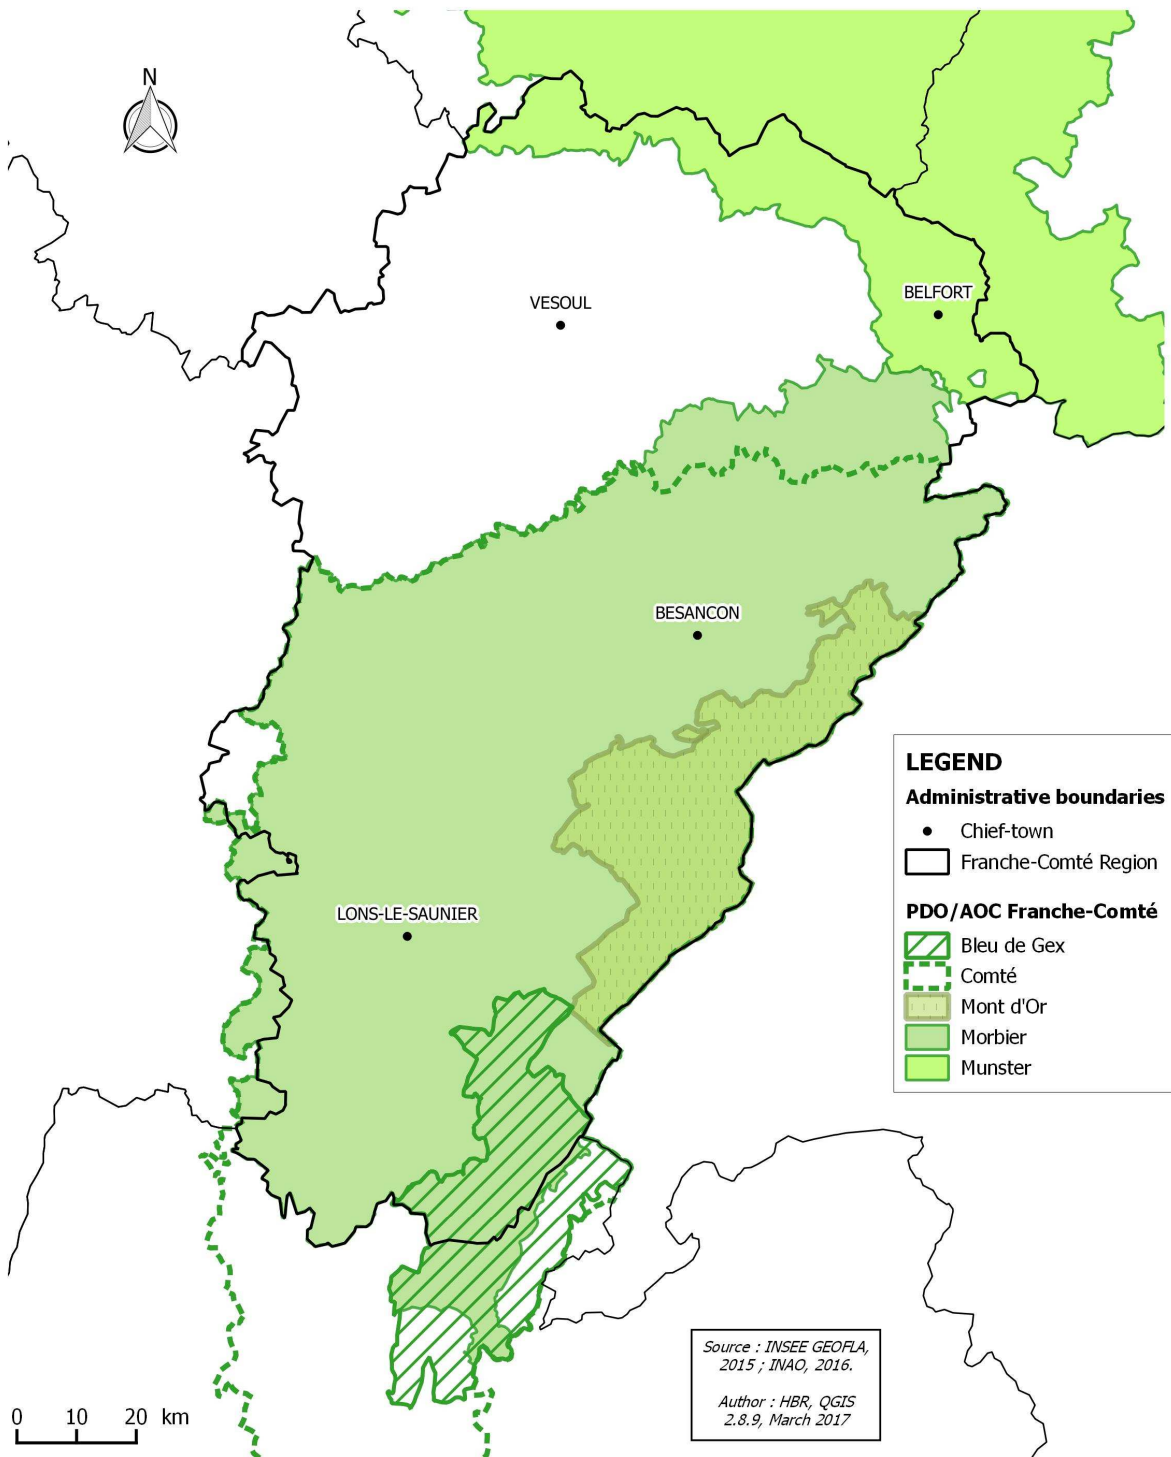 N
VESOUL
BELFORT
BESANCON
LONS-LE-SAUNIER
LEGEND
Administrative boundaries
Chief-town
Franche-Comté Region
PDO/AOC Franche-Comté
Bleu de Gex
Comté
Mont d'Or
Morbier
Munster
Source : INSEE GEOFLA,
2015 ; INAO, 2016.
Author : HBR, QGIS
2.8.9, March 2017
0 10 20 km